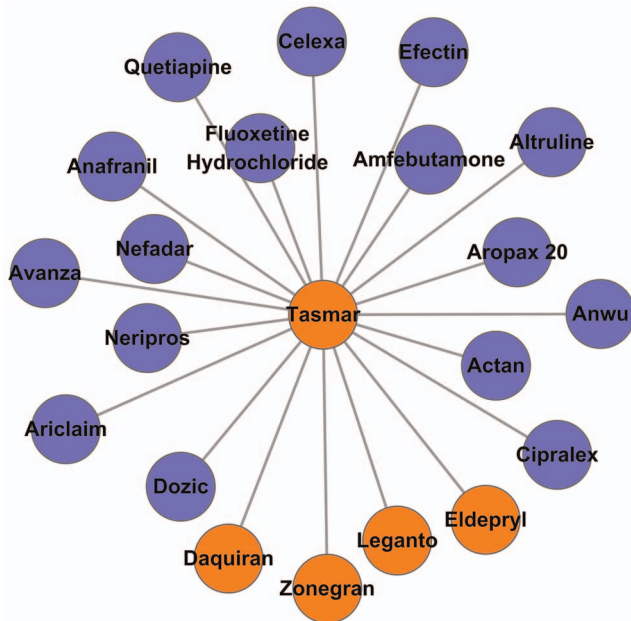 Celexa
Efectin
Quetiapine
Fluoxetine
Hydrochloride
Amfebutamone
Altruline
Anafranil
Nefadar
Aropax 20
Avanza
Tasmar
Anwu
Neripros
Actan
Ariclaim
Cipralex
Dozic
Eldepryl
Leganto
Daquiran
Zonegran